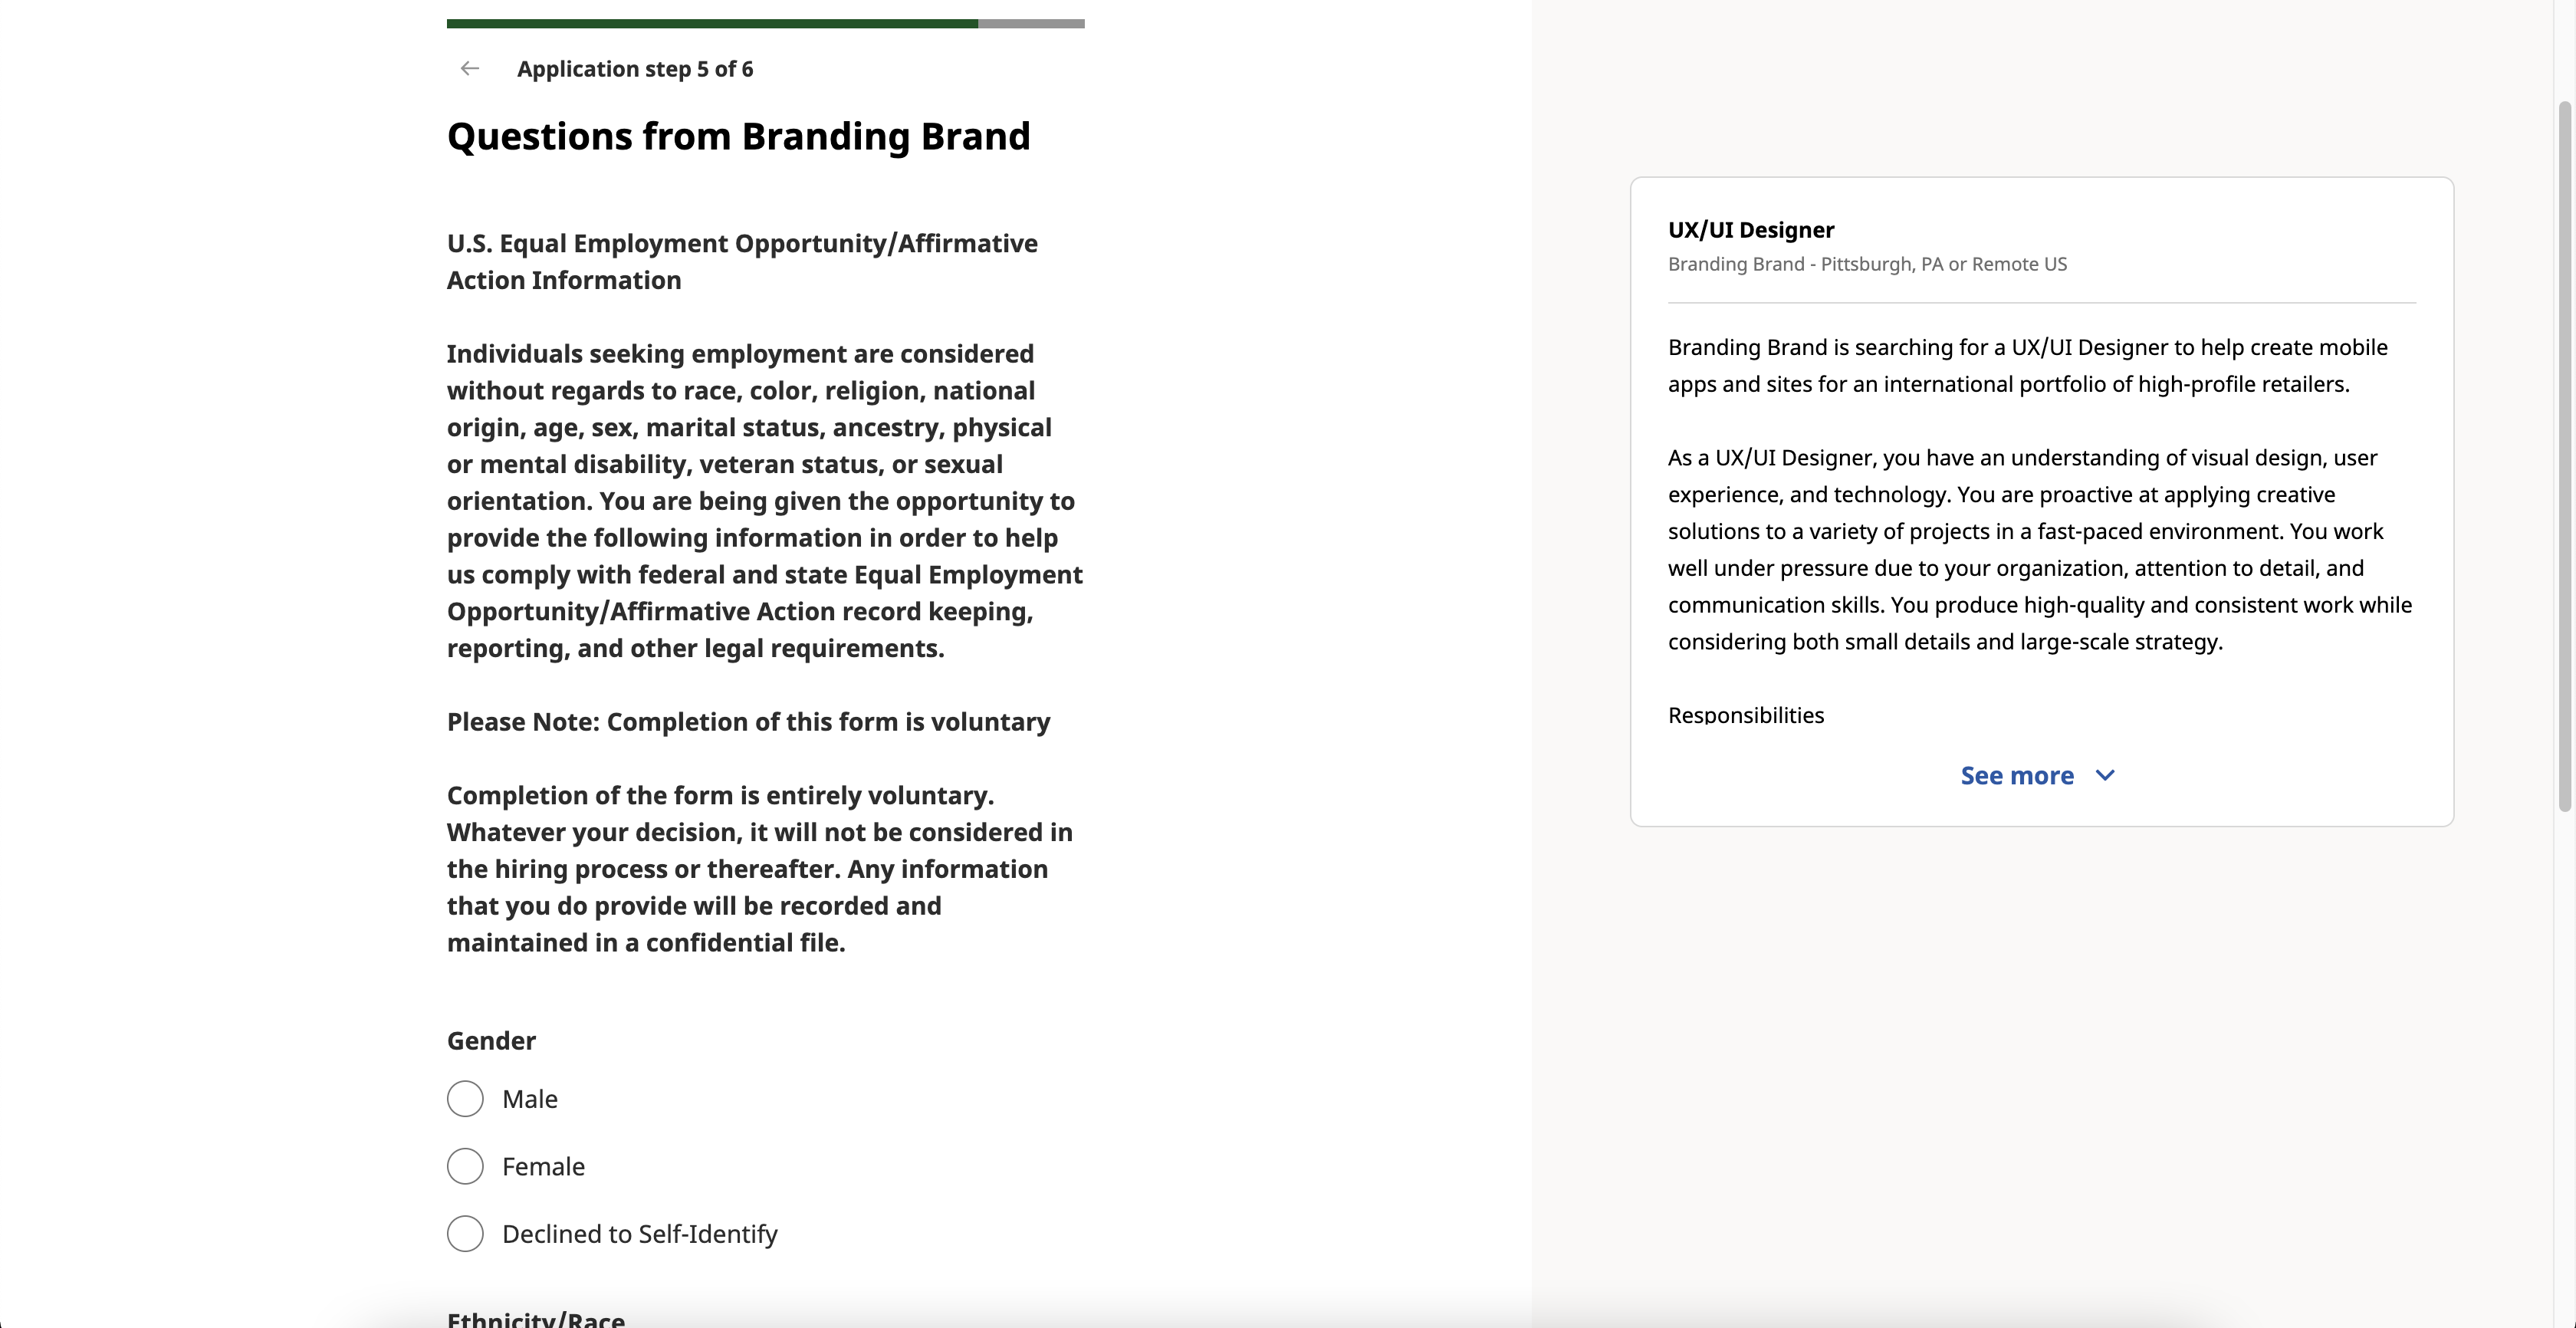 Application step 5 of 6
Questions from Branding Brand
U.S. Equal Employment Opportunity/Affirmative
Action Information
Individuals seeking employment are considered
without regards to race, color, religion, national
origin, age, sex, marital status, ancestry, physical
or mental disability, veteran status, or sexual
orientation. You are being given the opportunity to
provide the following information in order to help
us comply with federal and state Equal Employment
Opportunity/Affirmative Action record keeping,
reporting, and other legal requirements.
Please Note: Completion of this form is voluntary
Completion of the form is entirely voluntary.
Whatever your decision, it will not be considered in
the hiring process or thereafter. Any information
that you do provide will be recorded and
maintained in a confidential file.
Gender
Male
Female
Declined to Self-Identify
Ethnicity/Race
UX/UI Designer
Branding Brand - Pittsburgh, PA or Remote US
Branding Brand is searching for a UX/UI Designer to help create mobile
apps and sites for an international portfolio of high-profile retailers.
As a UX/UI Designer, you have an understanding of visual design, user
experience, and technology. You are proactive at applying creative
solutions to a variety of projects in a fast-paced environment. You work
well under pressure due to your organization, attention to detail, and
communication skills. You produce high-quality and consistent work while
considering both small details and large-scale strategy.
Responsibilities
See more